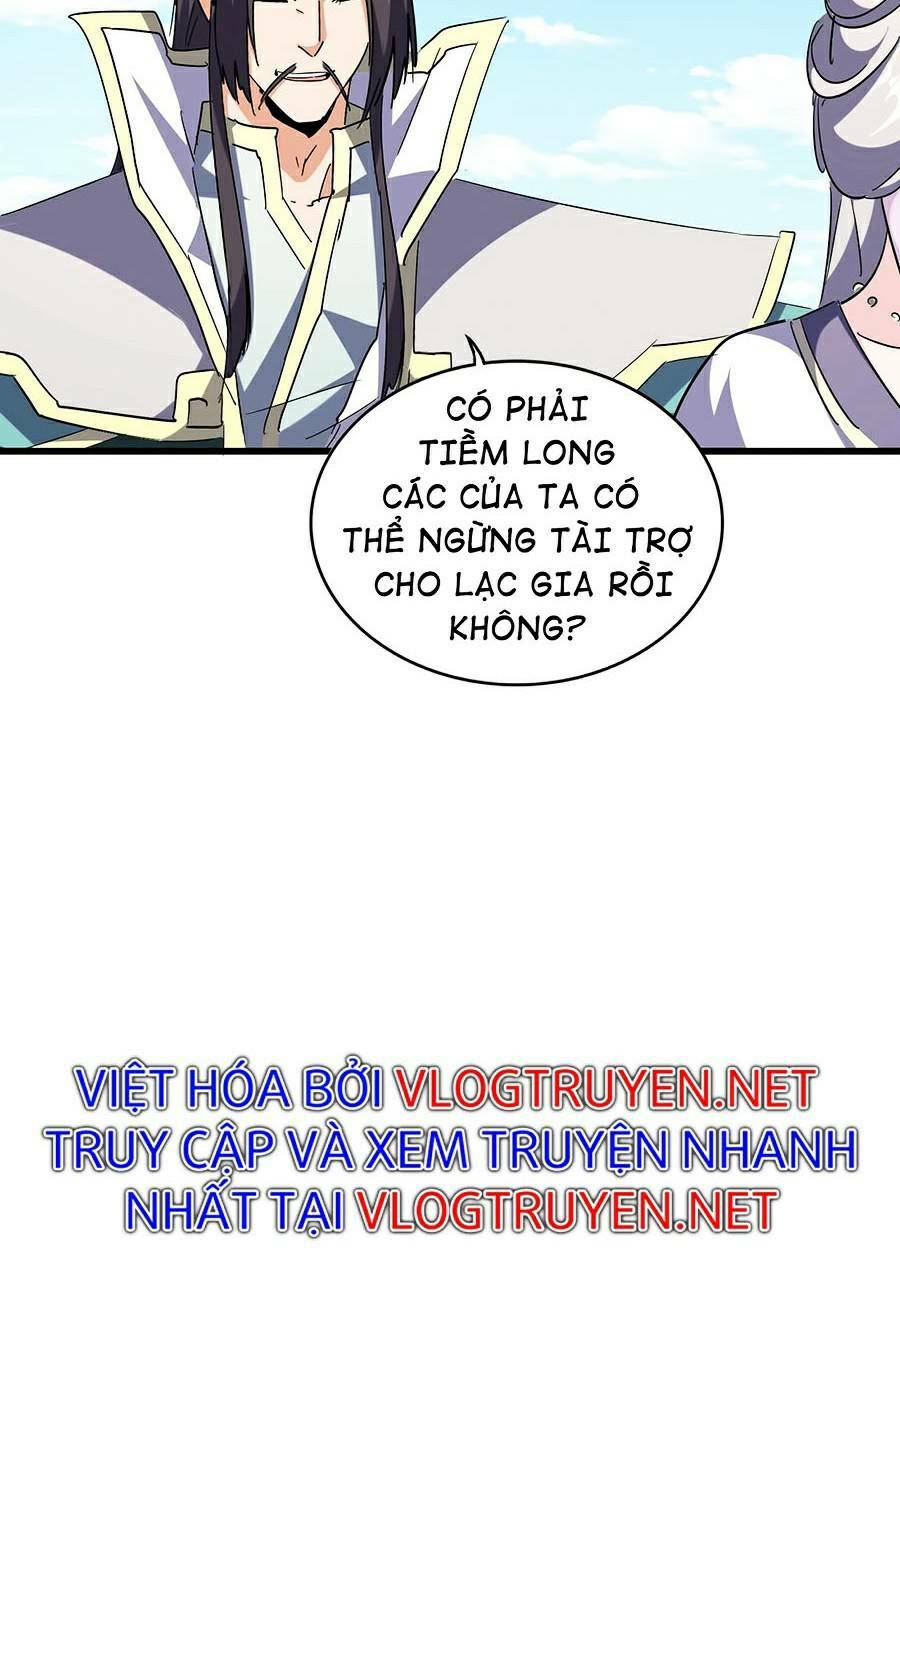 CÓ PHẢI
TIỀM LONG
CÁC CỦA TA CÓ
THỂ NGỪNG TÀI TRỢ
CHO LẠC GIA RỒI
KHÔNG?
VIỆT HÓA BỞI VLOGTRUYEN.NET
TRUY CẬP VÀ XEM TRUYỆN NHANH
NHẤT TẠI VLOGTRUYEN.NET